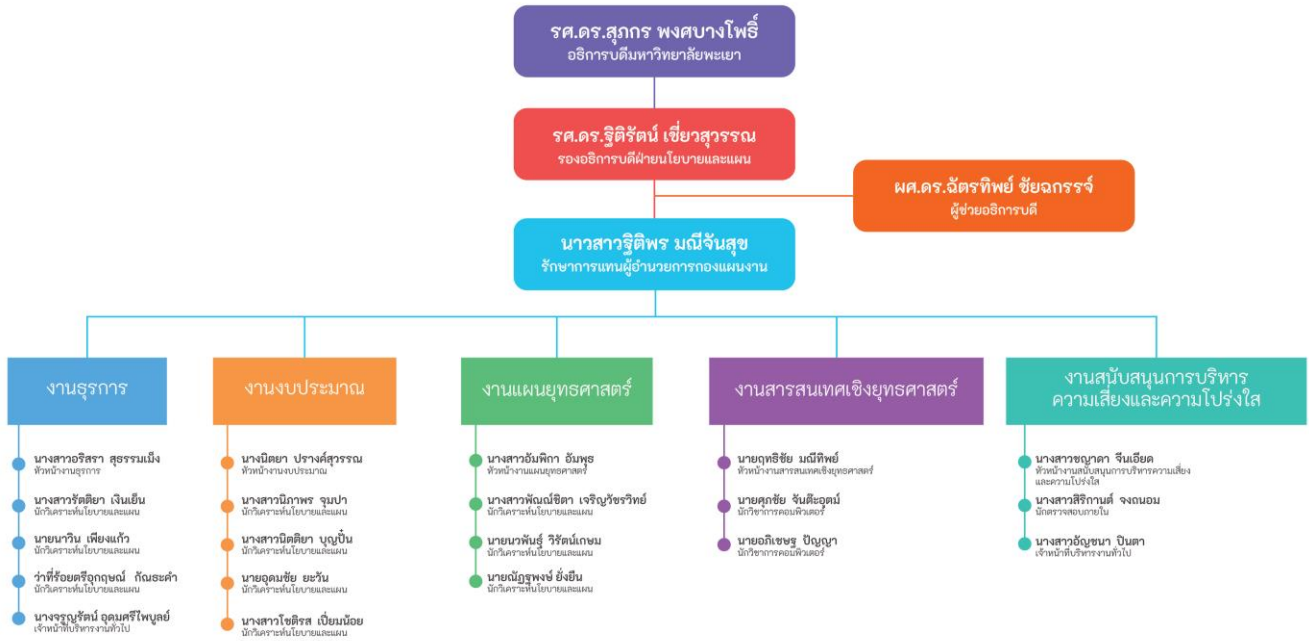 รศ.ดร.สุภกร พงศบางโพธิ์
อธิการบดีมหาวิทยาลัยพะเยา
รศ.ดร.ฐิติรัตน์ เชี่ยวสุวรรณ
รองอธิการบดีฝ่ายนโยบายและแผน
ผศ.ดร.ฉัตรทิพย์ ชัยฉกรรจ์
ผู้ช่วยอธิการบดี
นาวสาวฐิติพร มณีจันสุข
รักษาการแทนผู้อำนวยการกองแผนงาน
งานธุรการ
นางสาวอริสรา สุธรรมเม็ง
หัวหน้างานธุรการ
นางสาวรัตติยา เงินเย็น
นักวิเคราะห์นโยบายและแผน
นายนาวิน เพียงแก้ว
นักวิเคราะห์นโยบายและแผน
ว่าที่ร้อยตรีอุกฤษณ์ กัณธะคำ
นักวิเคราะห์นโยบายและแผน
นางจรูญรัตน์ อุดมศรีไพบูลย์
เจ้าหน้าที่บริหารงานทั่วไป
งานงบประมาณ
นางนิตยา ปรางค์สุวรรณ
หัวหน้างานงบประมาณ
นางสาวนิภาพร จุมปา
นักวิเคราะห์นโยบายและแผน
นางสาวนิตติยา บุญปั๋น
นักวิเคราะห์นโยบายและแผน
นายอุดมชัย ยะวัน
นักวิเคราะห์นโยบายและแผน
นางสาวโชติรส เปี่ยมน้อย
นักวิเคราะห์นโยบายและแผน
งานแผนยุทธศาสตร์
นางสาวอัมพิกา อัมพุธ
หัวหน้างานแผนยุทธศาสตร์
นางสาวพัณณ์ชิตา เจริญวัชรวิทย์
นักวิเคราะห์นโยบายและแผน
นายนวพันธุ์ วิรัตน์เกษม
นักวิเคราะห์นโยบายและแผน
นายณัฏฐพงษ์ ยั่งยืน
นักวิเคราะห์นโยบายและแผน
งานสารสนเทศเชิงยุทธศาสตร์
นายฤทธิชัย มณีทิพย์
หัวหน้างานสารสนเทศเชิงยุทธศาสตร์
นายศุภชัย จันต๊ะอุตม์
นักวิชาการคอมพิวเตอร์
นายอภิเชษฐ ปัญญา
นักวิชาการคอมพิวเตอร์
งานสนับสนุนการบริหาร
ความเสี่ยงและความโปร่งใส
นางสาวชญาดา จีนเอียด
หัวหน้างานสนับสนุนการบริหารความเสี่ยง
และความโปร่งใส
นางสาวสิริกานต์ จงถนอม
นักตรวจสอบภายใน
นางสาวอัญชนา ปินตา
เจ้าหน้าที่บริหารงานทั่วไป